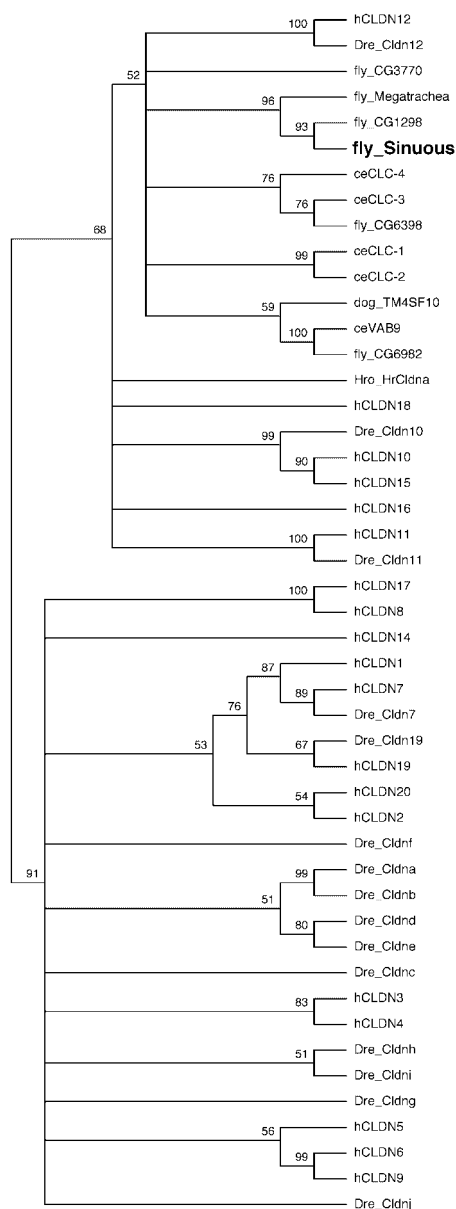 hCLDN12
100
Dre_Cldn12
52
fly_CG3770
96
fly_Megatrachea
93
fly_CG1298
fly_Sinuous
76
ceCLC-4
76
ceCLC-3
fly_CG6398
68
99
ceCLC-1
ceCLC-2
59
dog_TM4SF10
100
ceVAB9
fly_CG6982
Hro_HrCldna
hCLDN18
99
Dre_Cldn10
90
hCLDN10
hCLDN15
hCLDN16
100
hCLDN11
Dre_Cldn11
100
hCLDN17
hCLDN8
hCLDN14
87
hCLDN1
89
hCLDN7
76
Dre_Cldn7
53
67
Dre_Cldn19
hCLDN19
54
hCLDN20
hCLDN2
Dre_Cldnf
91
99
Dre_Cldna
51
Dre_Cldnb
80
Dre_Cldnd
Dre_Cldne
Dre_Cldnc
83
hCLDN3
hCLDN4
51
Dre_Cldnh
Dre_Cldni
Dre_Cldng
56
hCLDN5
99
hCLDN6
hCLDN9
Dre_Cldnj